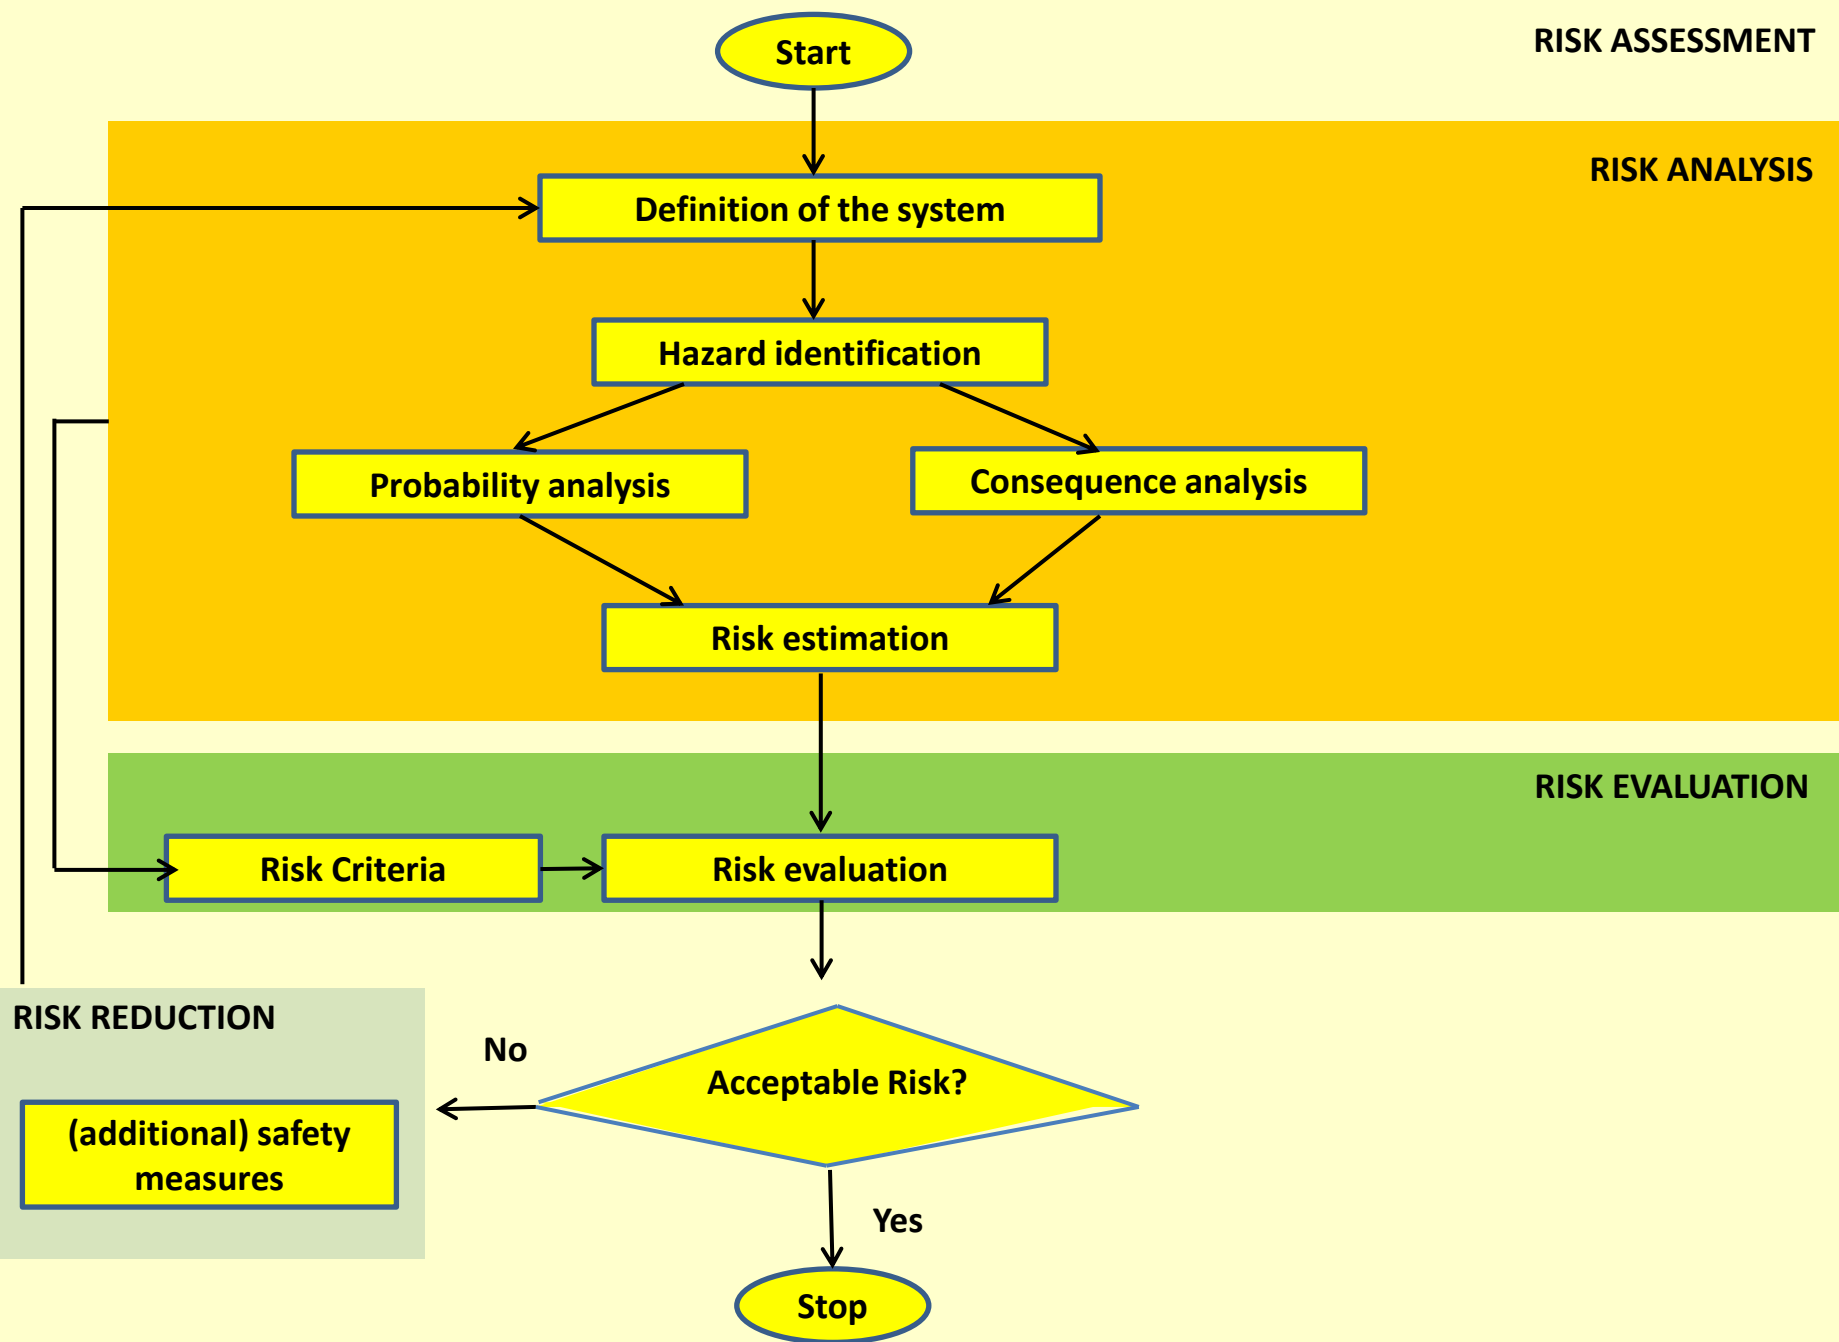 Start
RISK ASSESSMENT
RISK ANALYSIS
Definition of the system
Hazard identification
Probability analysis
Consequence analysis
Risk estimation
RISK EVALUATION
Risk Criteria
Risk evaluation
RISK REDUCTION
No
Acceptable Risk?
(additional) safety
measures
Yes
Stop